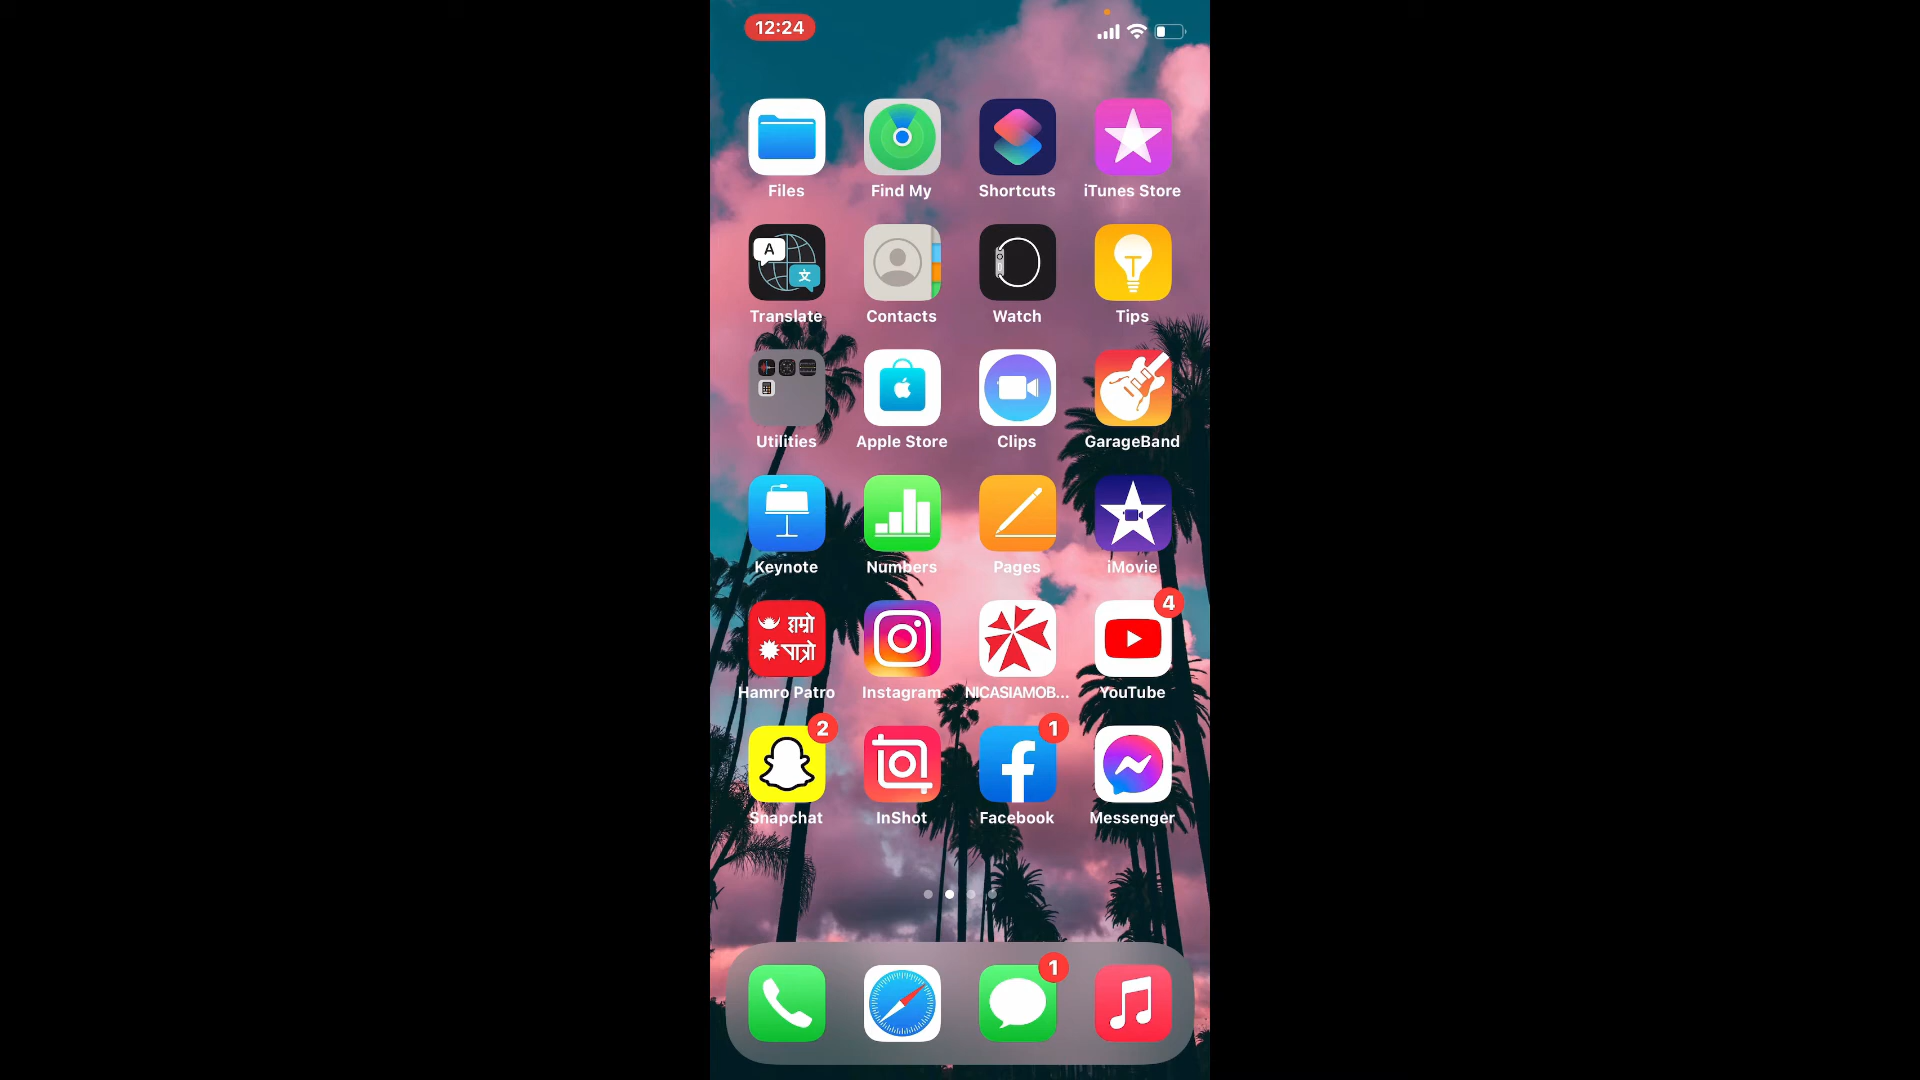 12:24
Files Find My Shortcuts iTunes Store
A 文
Translate Contacts Watch Tips
Utilities Apple Store Clips GarageBand
Keynote Numbers Pages iMovie
4
हाम्रो
पात्रो
Hamro Patro Instagram NICASIAMOB... YouTube
2 1
Snapchat InShot Facebook Messenger
1